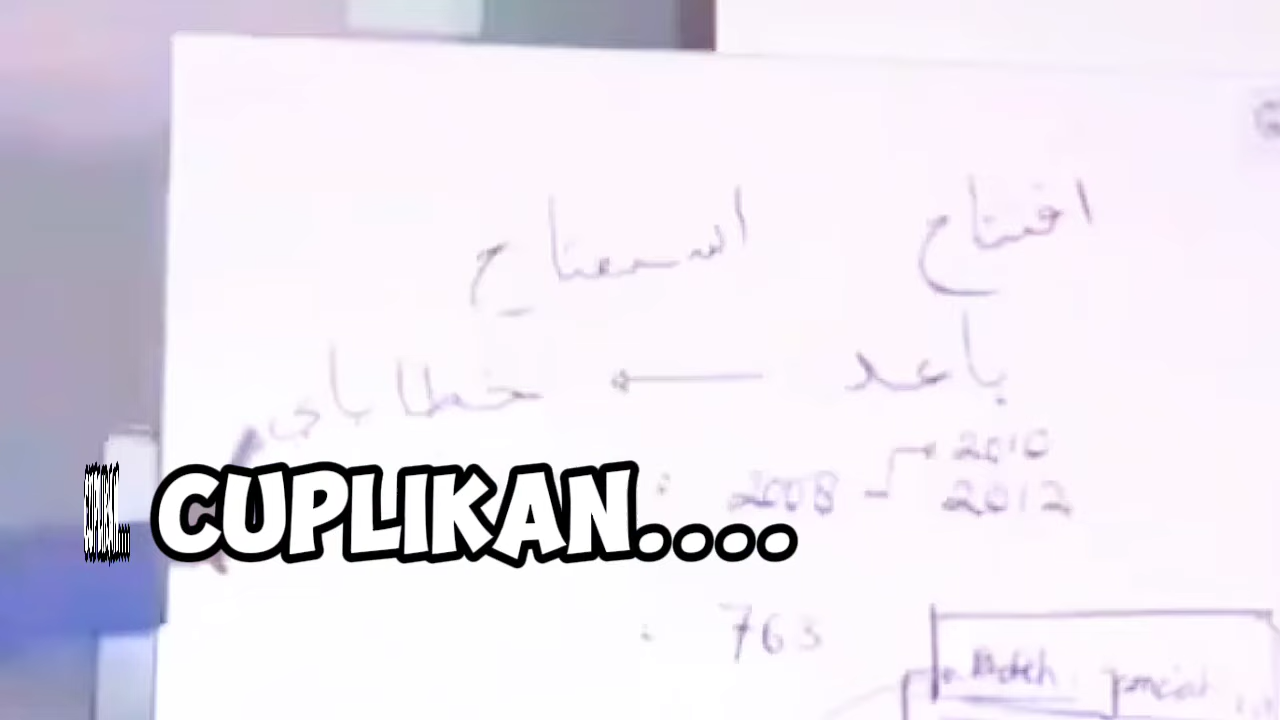 افتتاح استفتاح
باعد ← خطاياي
: 2008 2010
2012
CUPLIKAN....
763